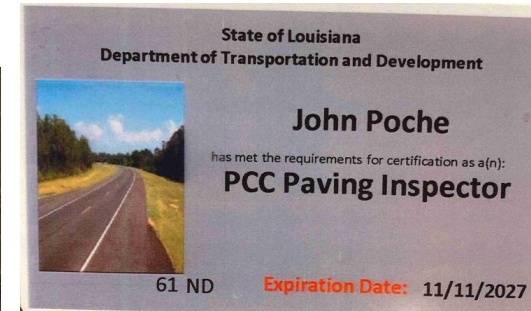 State of Louisiana
Department of Transportation and Development
John Poche
has met the requirements for certification as a(n):
PCC Paving Inspector
61 ND
Expiration Date: 11/11/2027